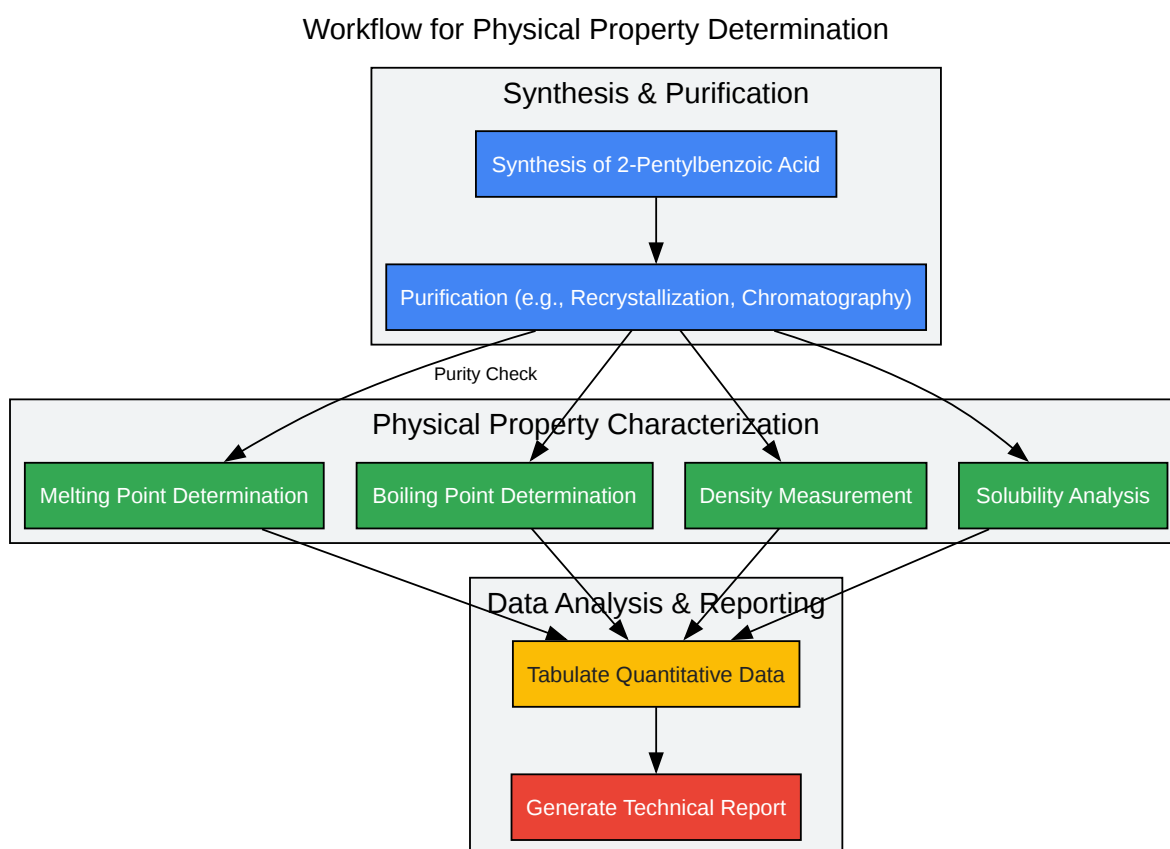 Workflow for Physical Property Determination
Synthesis & Purification
Synthesis of 2-Pentylbenzoic Acid
Purification (e.g., Recrystallization, Chromatography)
Purity Check
Physical Property Characterization
Melting Point Determination
Boiling Point Determination
Density Measurement
Solubility Analysis
Data Analysis & Reporting
Tabulate Quantitative Data
Generate Technical Report